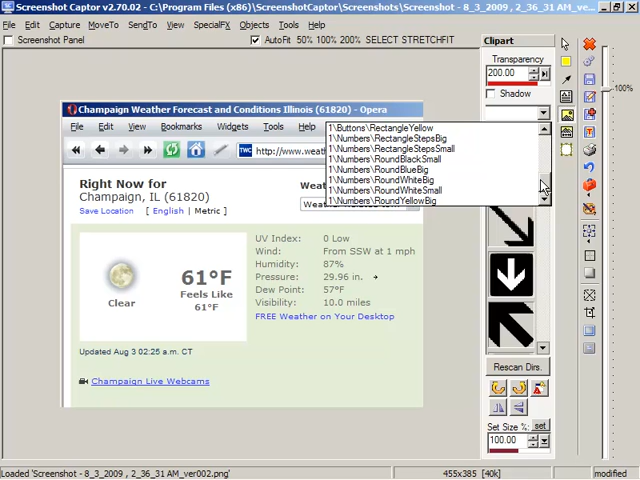 Screenshot Captor v2.70.02 - C:\Program Files (x86)\ScreenshotCaptor\Screenshots\Screenshot - 8_3_2009 , 2_36_31 AM_ve...
File Edit Capture MoveTo SendTo View SpecialFX Objects Tools Help
Screenshot Panel
AutoFit 50% 100% 200% SELECT STRETCHFIT
Clipart
Transparency
200.00
Shadow
100%
Champaign Weather Forecast and Conditions Illinois (61820) - Opera
File Edit View Bookmarks Widgets Tools Help
TWC http://www.weath
1\Buttons\RectangleYellow
1\Numbers\RectangleStepsBig
1\Numbers\RectangleStepsSmall
1\Numbers\RoundBlackSmall
1\Numbers\RoundBlueBig
1\Numbers\RoundWhiteBig
1\Numbers\RoundWhiteSmall
1\Numbers\RoundYellowBig
Right Now for
Champaign, IL (61820)
Save Location [ English | Metric ]
Clear
61°F
Feels Like
61°F
UV Index: 0 Low
Wind: From SSW at 1 mph
Humidity: 87%
Pressure: 29.96 in.
Dew Point: 57°F
Visibility: 10.0 miles
FREE Weather on Your Desktop
Updated Aug 3 02:25 a.m. CT
Champaign Live Webcams
Rescan Dirs.
Set Size %: .set
100.00
Loaded "Screenshot - 8_3_2009 , 2_36_31 AM_ver002.png"
455x385 [40k]
modified